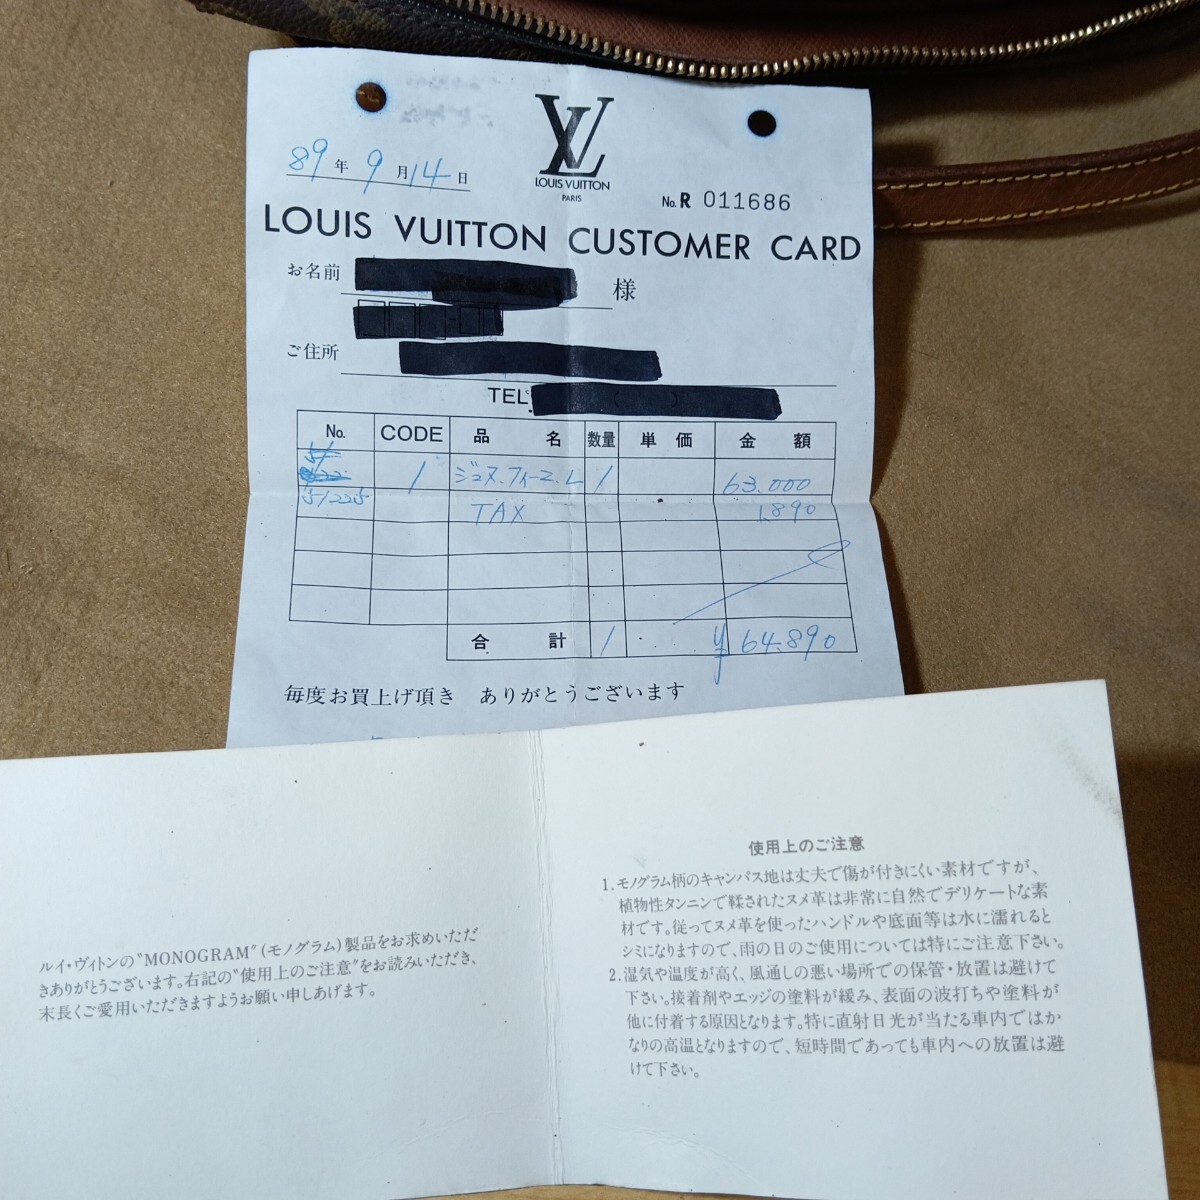 89年 9月14日
LV
LOUIS VUITTON
PARIS
No. R 011686
LOUIS VUITTON CUSTOMER CARD
お名前 様
ご住所
TEL
No. CODE 品名 数量 単価 金額
51225 1 ジュヌ.フィーユ.L 1 63.000
TAX 1.890
合計 1 ¥64.890
毎度お買上げ頂き ありがとうございます
ルイ・ヴィトンの“MONOGRAM”(モノグラム)製品をお求めいただ
きありがとうございます。右記の“使用上のご注意”をお読みいただき、
末長くご愛用いただきますようお願い申しあげます。
使用上のご注意
1.モノグラム柄のキャンバス地は丈夫で傷が付きにくい素材ですが、
植物性タンニンで鞣されたヌメ革は非常に自然でデリケートな素
材です。従ってヌメ革を使ったハンドルや底面等は水に濡れると
シミになりますので、雨の日のご使用については特にご注意下さい。
2.湿気や温度が高く、風通しの悪い場所での保管・放置は避けて
下さい。接着剤やエッジの塗料が緩み、表面の波打ちや塗料が
他に付着する原因となります。特に直射日光が当たる車内ではか
なりの高温となりますので、短時間であっても車内への放置は避
けて下さい。